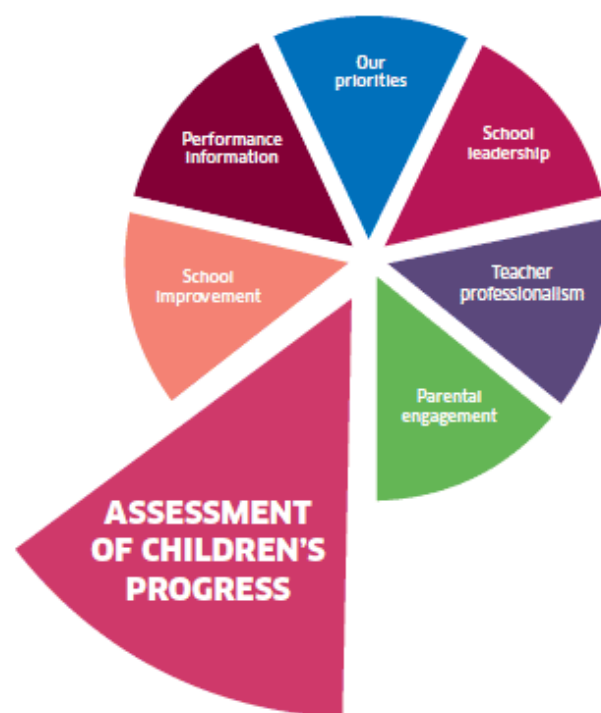 Our
priorities
School
leadership
Performance
information
Teacher
professionalism
School
improvement
Parental
engagement
ASSESSMENT
OF CHILDREN'S
PROGRESS